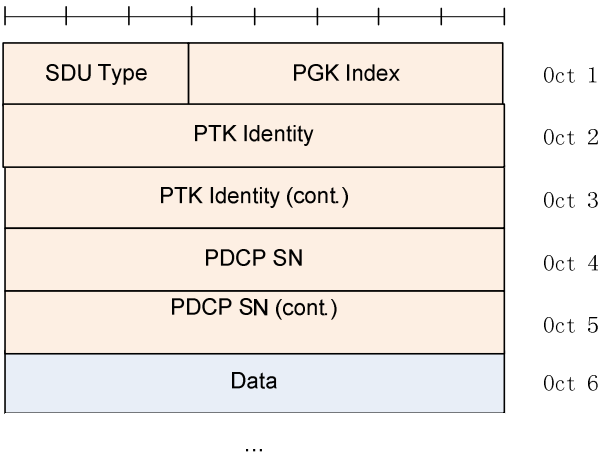 SDU Type PGK Index Oct 1
PTK Identity Oct 2
PTK Identity (cont.) Oct 3
PDCP SN Oct 4
PDCP SN (cont.) Oct 5
Data Oct 6
...